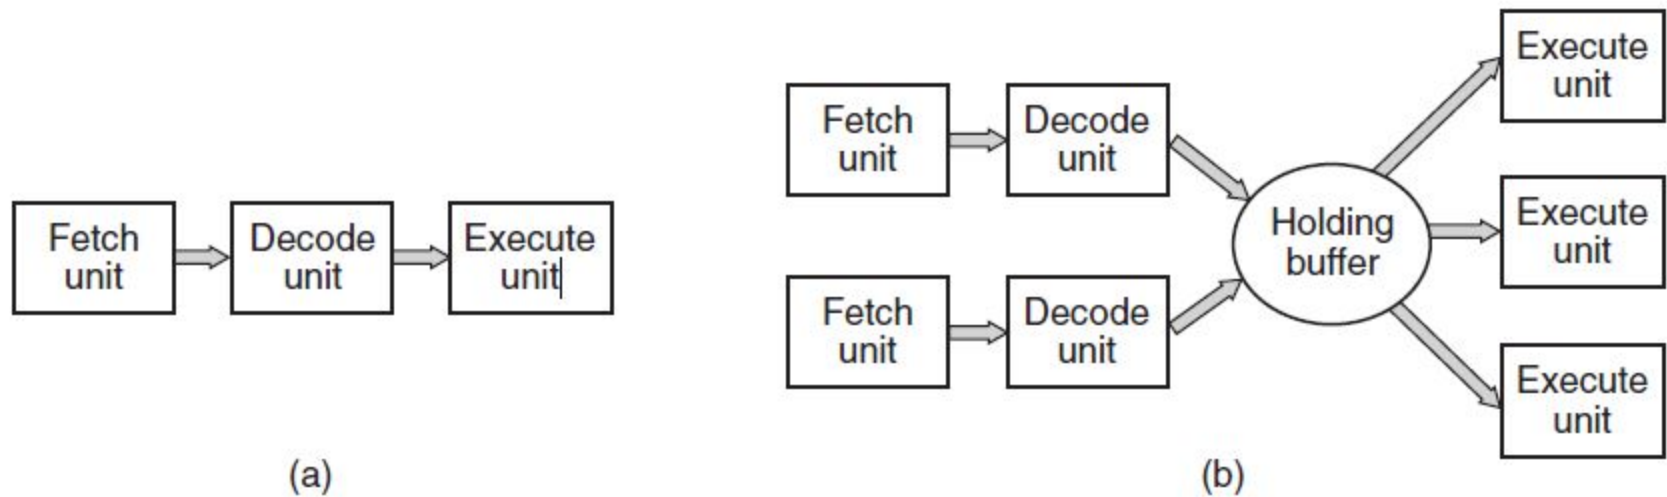 Fetch
unit
Decode
unit
Execute
unit
(a)
Fetch
unit
Decode
unit
Fetch
unit
Decode
unit
Holding
buffer
Execute
unit
Execute
unit
Execute
unit
(b)